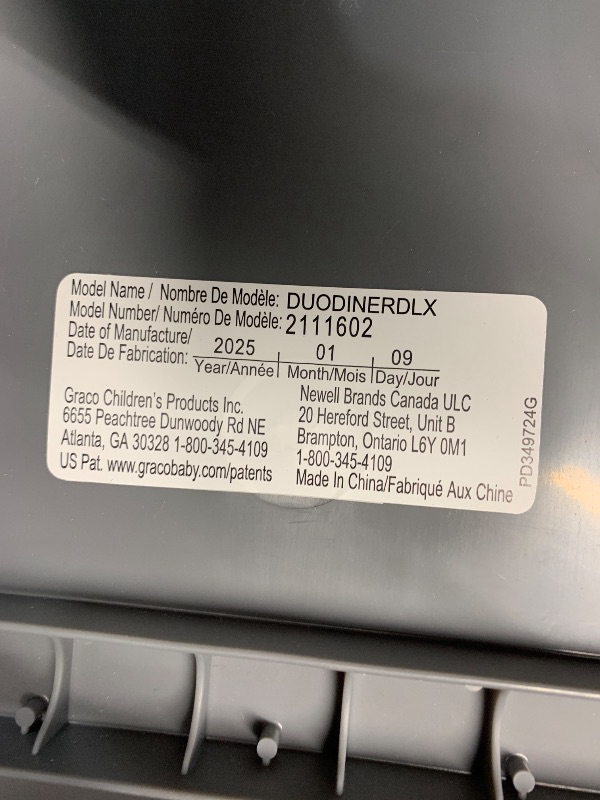 Model Name / Nombre De Modèle: DUODINERDLX
Model Number/ Numéro De Modèle: 2111602
Date of Manufacture/
Date De Fabrication: 2025 01 09
Year/Année Month/Mois Day/Jour
Graco Children's Products Inc.
6655 Peachtree Dunwoody Rd NE
Atlanta, GA 30328 1-800-345-4109
US Pat. www.gracobaby.com/patents
Newell Brands Canada ULC
20 Hereford Street, Unit B
Brampton, Ontario L6Y 0M1
1-800-345-4109
Made In China/Fabriqué Aux Chine
PD349724G